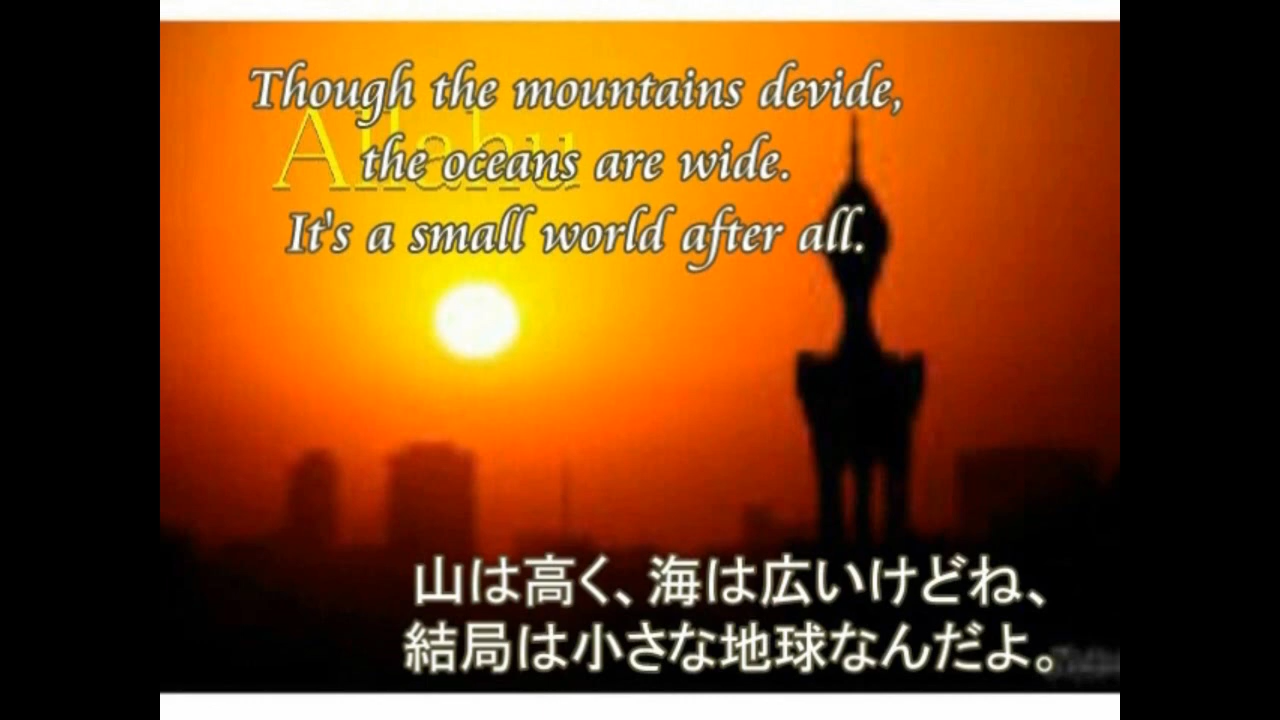 Though the mountains devide,
Allahu
the oceans are wide.
It's a small world after all.
山は高く、海は広いけどね、
結局は小さな地球なんだよ。